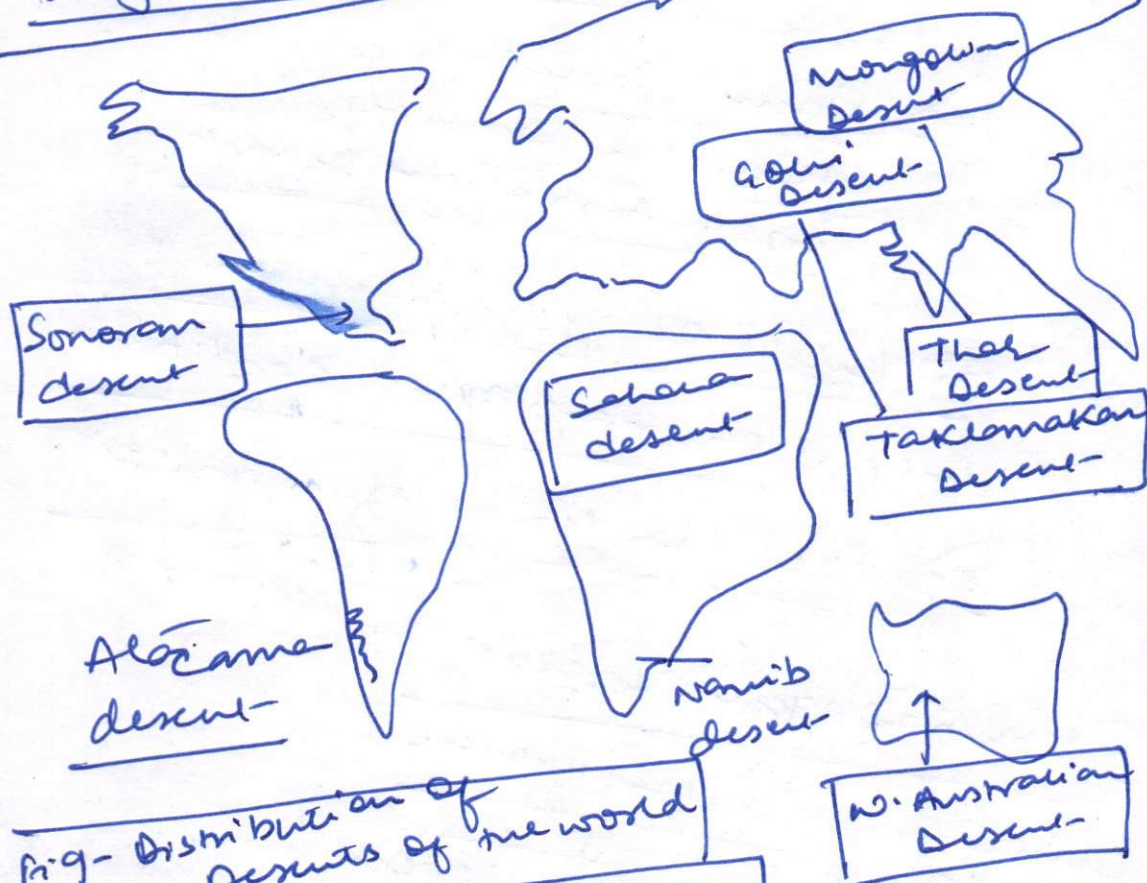 Mongolian
Desert
Gobi
Desert
Sonoran
desert
Sahara
desert
Thar
Desert
Taklamakan
Desert
Atacama
desert
Namib
desert
W. Australian
Desert
Fig- Distribution of
Deserts of the world